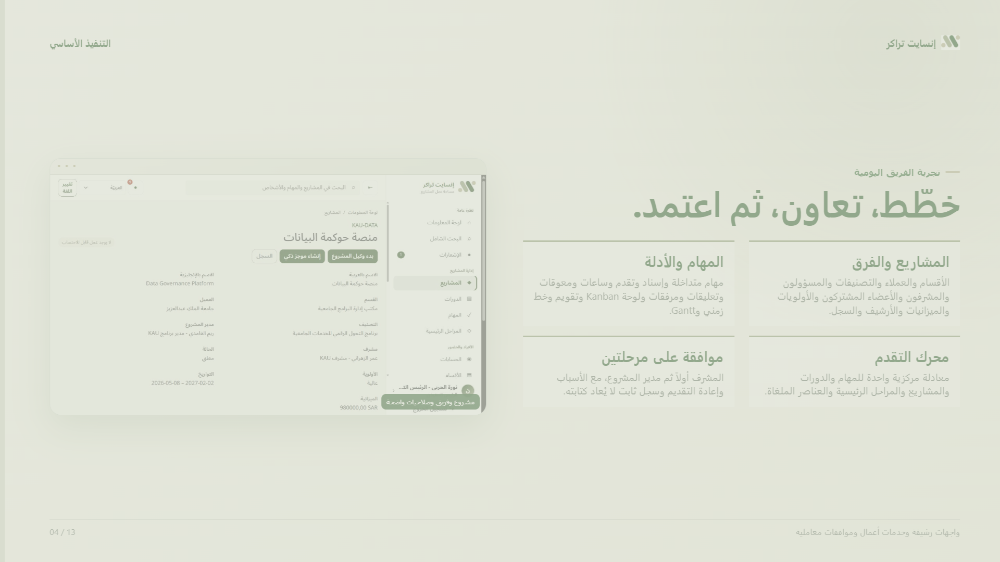 إنسايت تراكر
التنفيذ الأساسي
تجربة الفريق اليومية
خطّط، تعاون، ثم اعتمد.
المشاريع والفرق
الأقسام والعملاء والتصنيفات والمسؤولون
والمشرفون والأعضاء المشتركون والأولويات
والميزانيات والأرشيف والسجل.
المهام والأدلة
مهام متداخلة وإسناد وتقدم وساعات ومعوقات
وتعليقات ومرفقات ولوحة Kanban وتقويم وخط
زمني وGantt.
محرك التقدم
معادلة مركزية واحدة للمهام والدورات
والمشاريع والمراحل الرئيسية والعناصر الملغاة.
موافقة على مرحلتين
المشرف أولاً ثم مدير المشروع، مع الأسباب
وإعادة التقديم وسجل ثابت لا يُعاد كتابته.
إنسايت تراكر
مساحة عمل المشاريع
نظرة عامة
لوحة المعلومات
البحث الشامل
الإشعارات
إدارة المشاريع
المشاريع
الدورات
المهام
المراحل الرئيسية
الأفراد والحضور
الحسابات
الأقسام
نورة الحربي - الرئيس الت...
مشروع وفريق وصلاحيات واضحة
البحث في المشاريع والمهام والأشخاص
العربيّة
تغيير
اللغة
لوحة المعلومات / المشاريع
KAU-DATA
منصة حوكمة البيانات
لا يوجد عمل قابل للاحتساب
بدء وكيل المشروع
إنشاء موجز ذكي
السجل
الاسم بالعربية
منصة حوكمة البيانات
الاسم بالإنجليزية
Data Governance Platform
القسم
مكتب إدارة البرامج الجامعية
العميل
جامعة الملك عبدالعزيز
التصنيف
برنامج التحول الرقمي للخدمات الجامعية
مدير المشروع
ريم الغامدي - مدير برنامج KAU
مشرف
عمر الزهراني - مشرف KAU
الحالة
معلق
الأولوية
عالية
التواريخ
2026-05-08 – 2027-02-02
الميزانية
980000,00 SAR
واجهات رشيقة وخدمات أعمال وموافقات معاملية
04 / 13